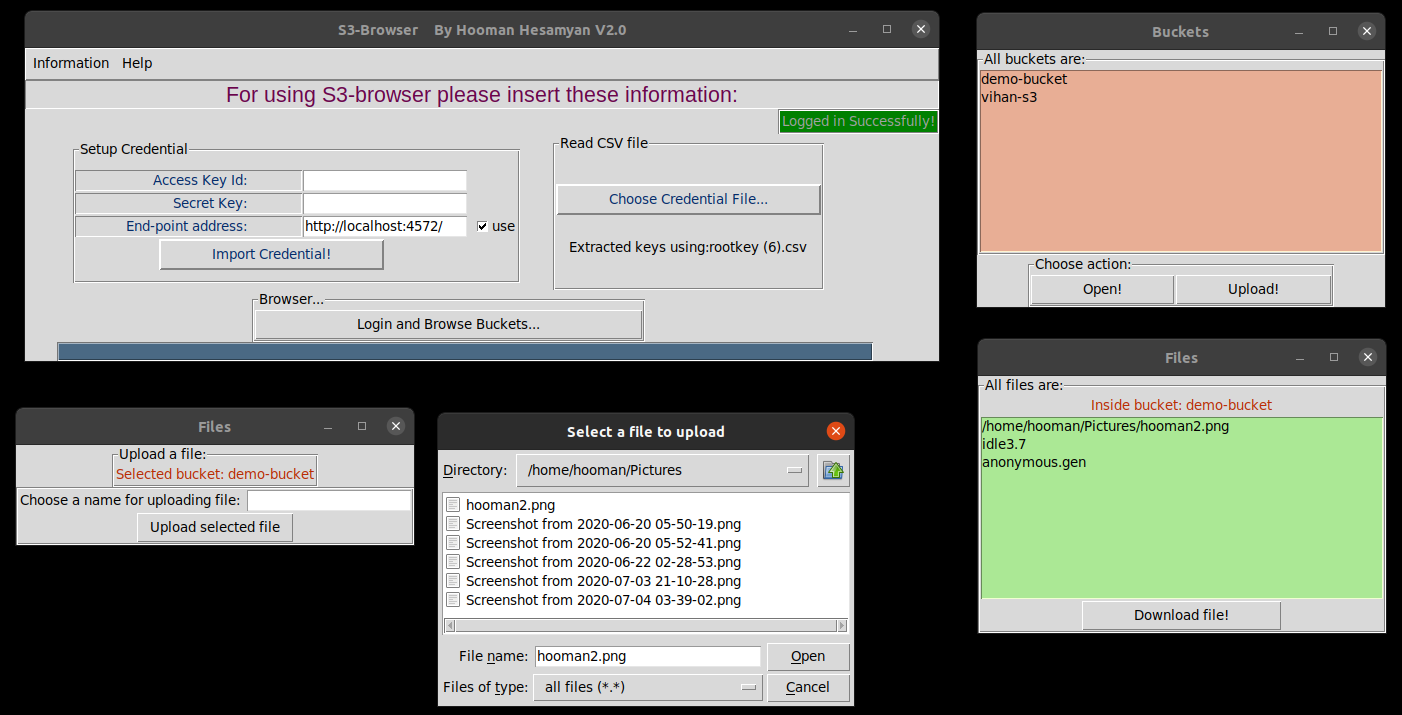 S3-Browser By Hooman Hesamyan V2.0
Information Help
For using S3-browser please insert these information:
Logged in Successfully!
Setup Credential
Access Key Id:
Secret Key:
End-point address: http://localhost:4572/ use
Import Credential!
Read CSV file
Choose Credential File...
Extracted keys using:rootkey (6).csv
Browser...
Login and Browse Buckets...
Buckets
All buckets are:
demo-bucket
vihan-s3
Choose action:
Open! Upload!
Files
Upload a file:
Selected bucket: demo-bucket
Choose a name for uploading file:
Upload selected file
Select a file to upload
Directory: /home/hooman/Pictures
hooman2.png
Screenshot from 2020-06-20 05-50-19.png
Screenshot from 2020-06-20 05-52-41.png
Screenshot from 2020-06-22 02-28-53.png
Screenshot from 2020-07-03 21-10-28.png
Screenshot from 2020-07-04 03-39-02.png
File name: hooman2.png Open
Files of type: all files (*.*) Cancel
Files
All files are:
Inside bucket: demo-bucket
/home/hooman/Pictures/hooman2.png
idle3.7
anonymous.gen
Download file!